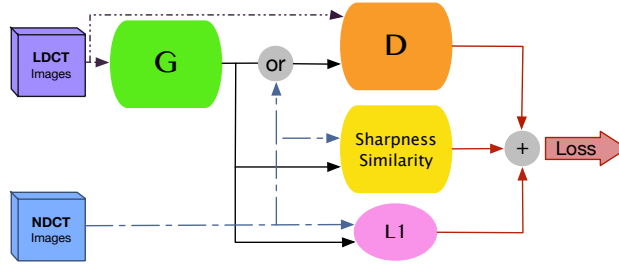 LDCT
Images
G
or
D
Sharpness
Similarity
+
Loss
NDCT
Images
L1